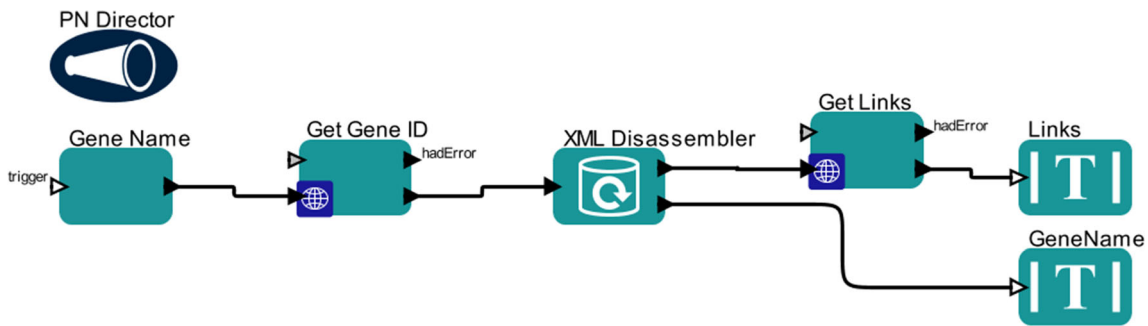 PN Director
Gene Name
trigger
Get Gene ID
hadError
XML Disassembler
Get Links
hadError
Links
T
GeneName
T